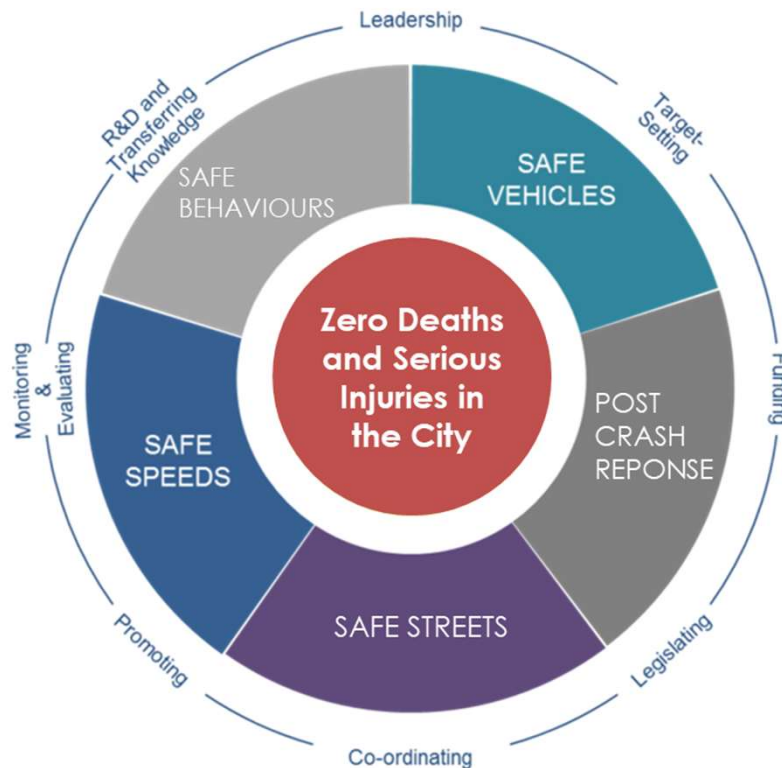 Leadership
Target-
Setting
Funding
Legislating
Co-ordinating
Promoting
Monitoring
&
Evaluating
R&D and
Transferring
Knowledge
SAFE
VEHICLES
POST
CRASH
REPONSE
SAFE STREETS
SAFE
SPEEDS
SAFE
BEHAVIOURS
Zero Deaths
and Serious
Injuries in
the City